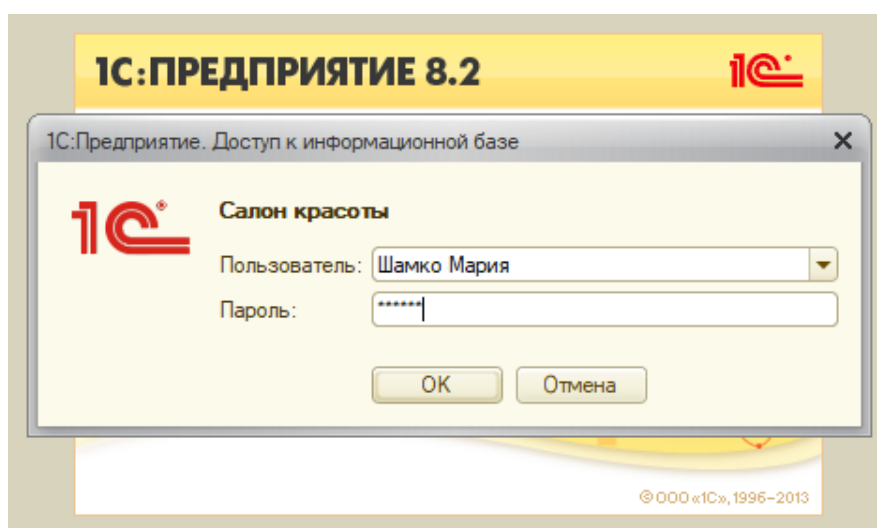 1С:ПРЕДПРИЯТИЕ 8.2
1С
1С:Предприятие. Доступ к информационной базе
1С®
Салон красоты
Пользователь: Шамко Мария
Пароль: ******
OK Отмена
© ООО «1С», 1996–2013